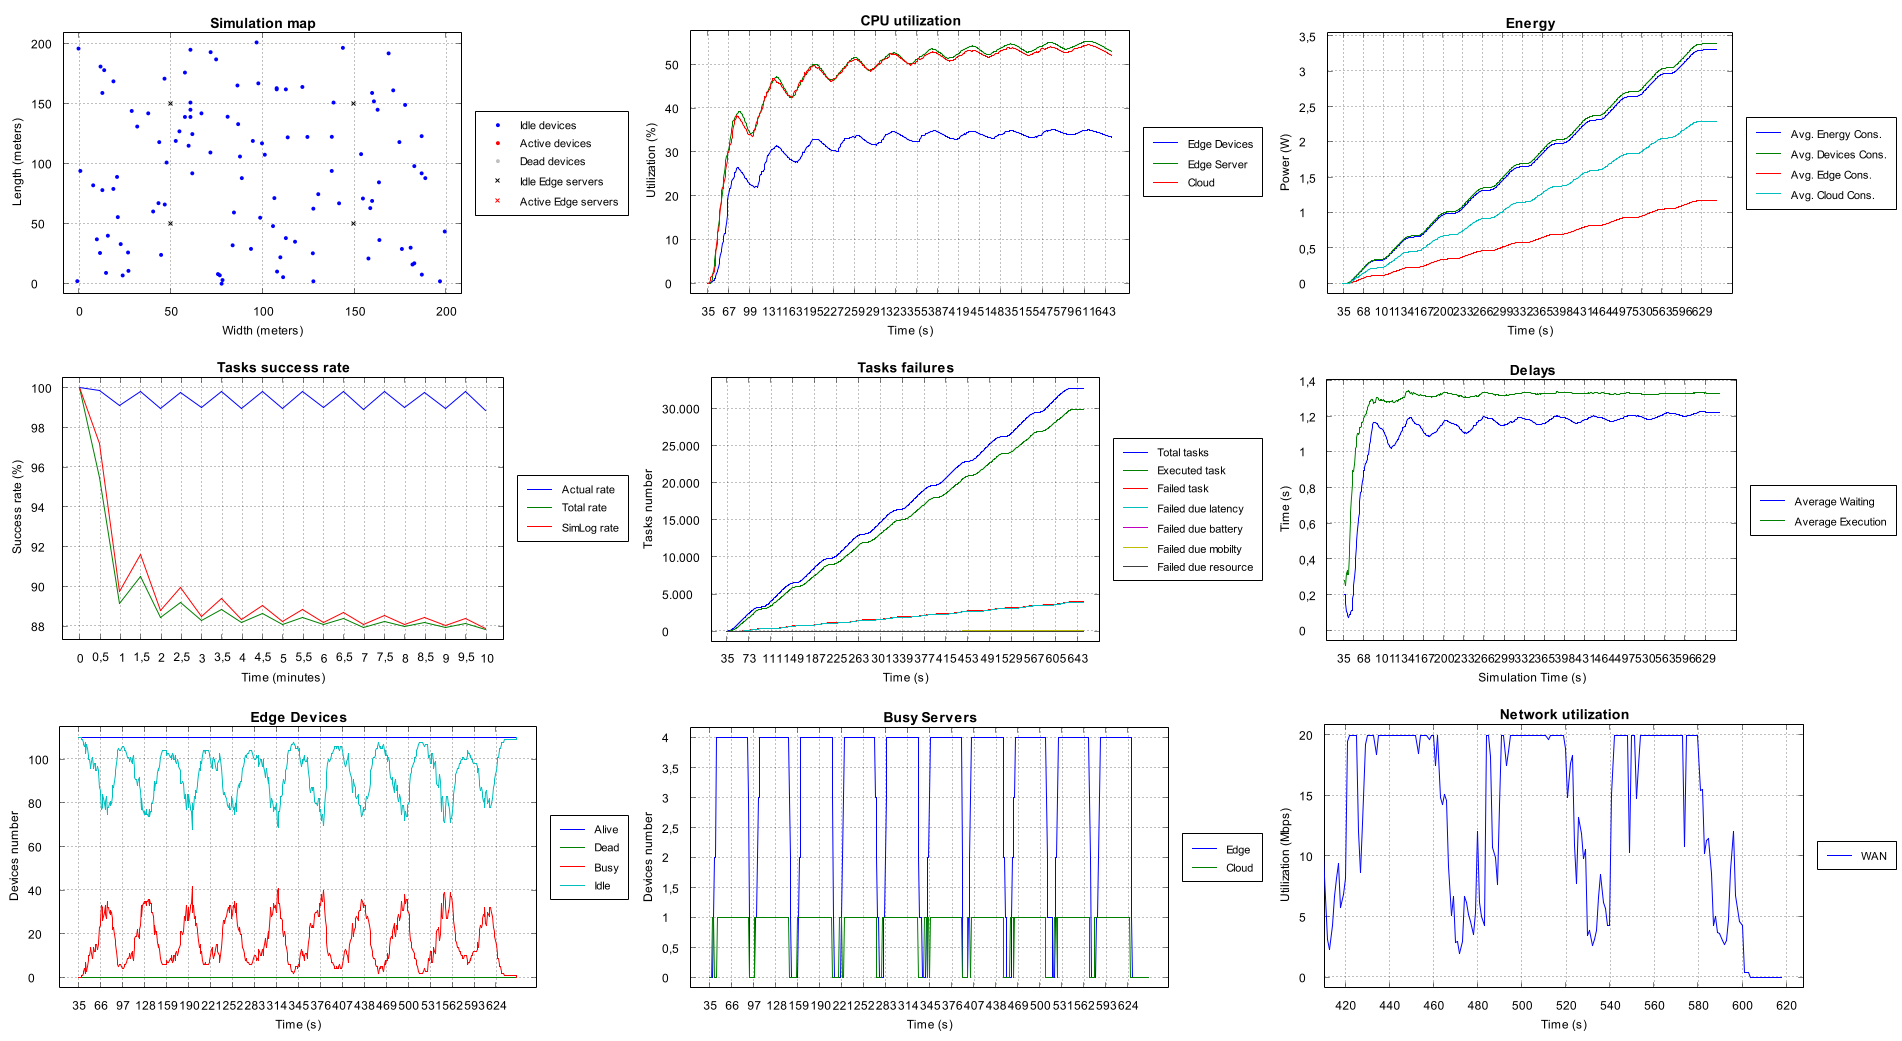 Simulation map
200
150
100
50
0
0 50 100 150 200
Length (meters)
Width (meters)
Idle devices
Active devices
Dead devices
Idle Edge servers
Active Edge servers
CPU utilization
50
40
30
20
10
0
35 67 99 131163195227259291323355387419451483515547579611643
Utilization (%)
Time (s)
Edge Devices
Edge Server
Cloud
Energy
3,5
3
2,5
2
1,5
1
0,5
0
35 68 101134167200233266299332365398431464497530563596629
Power (W)
Time (s)
Avg. Energy Cons.
Avg. Devices Cons.
Avg. Edge Cons.
Avg. Cloud Cons.
Tasks success rate
100
98
96
94
92
90
88
0 0,5 1 1,5 2 2,5 3 3,5 4 4,5 5 5,5 6 6,5 7 7,5 8 8,5 9 9,5 10
Success rate (%)
Time (minutes)
Actual rate
Total rate
SimLog rate
Tasks failures
30.000
25.000
20.000
15.000
10.000
5.000
0
35 73 111149187225263301339377415453491529567605643
Tasks number
Time (s)
Total tasks
Executed task
Failed task
Failed due latency
Failed due battery
Failed due mobilty
Failed due resource
Delays
1,4
1,2
1
0,8
0,6
0,4
0,2
0
35 68 101134167200233266299332365398431464497530563596629
Time (s)
Simulation Time (s)
Average Waiting
Average Execution
Edge Devices
100
80
60
40
20
0
35 66 97 128159190221252283314345376407438469500531562593624
Devices number
Time (s)
Alive
Dead
Busy
Idle
Busy Servers
4
3,5
3
2,5
2
1,5
1
0,5
0
35 66 97 159190221252283314345376407438469500531562593624
Devices number
Time (s)
Edge
Cloud
Network utilization
20
15
10
5
0
420 440 460 480 500 520 540 560 580 600 620
Utilization (Mbps)
Time (s)
WAN